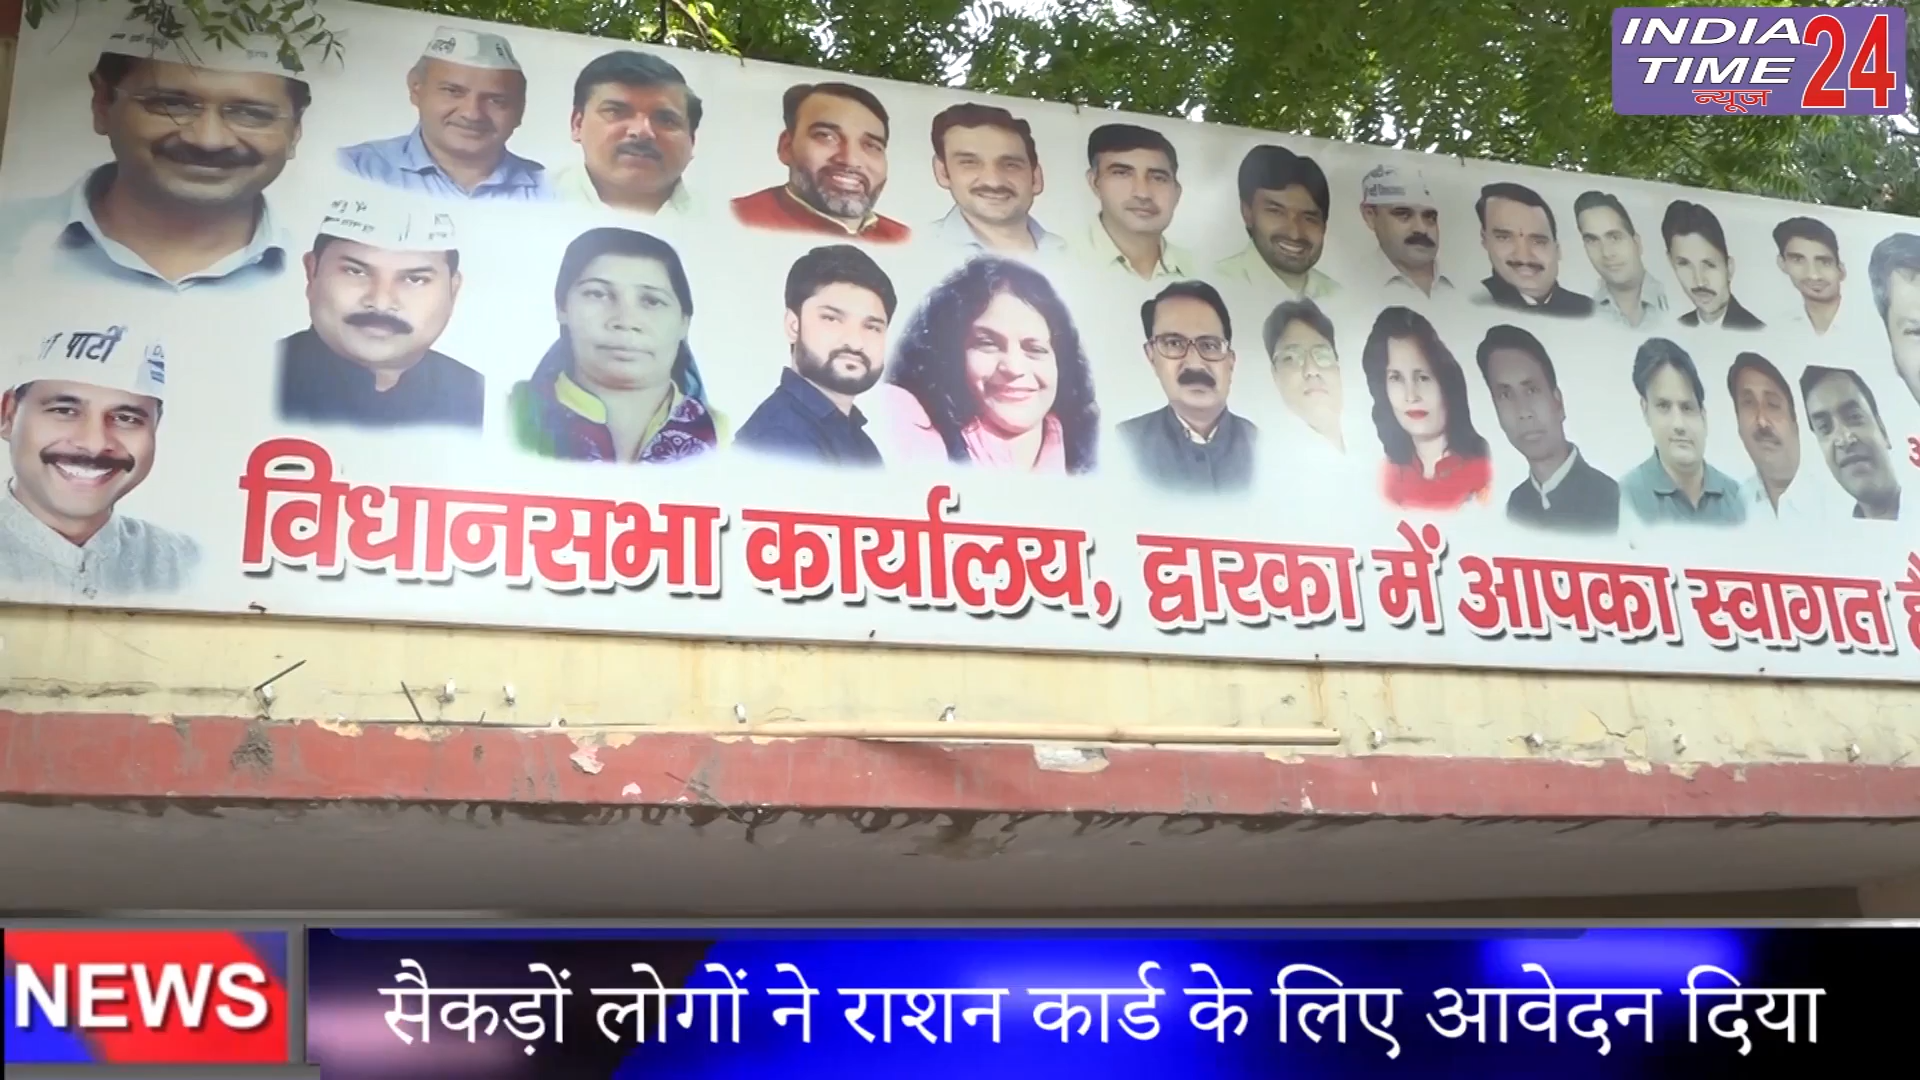 INDIA
TIME
न्यूज
24
पार्टी
विधानसभा कार्यालय, द्वारका में आपका स्वागत है
NEWS
सैकड़ों लोगों ने राशन कार्ड के लिए आवेदन दिया